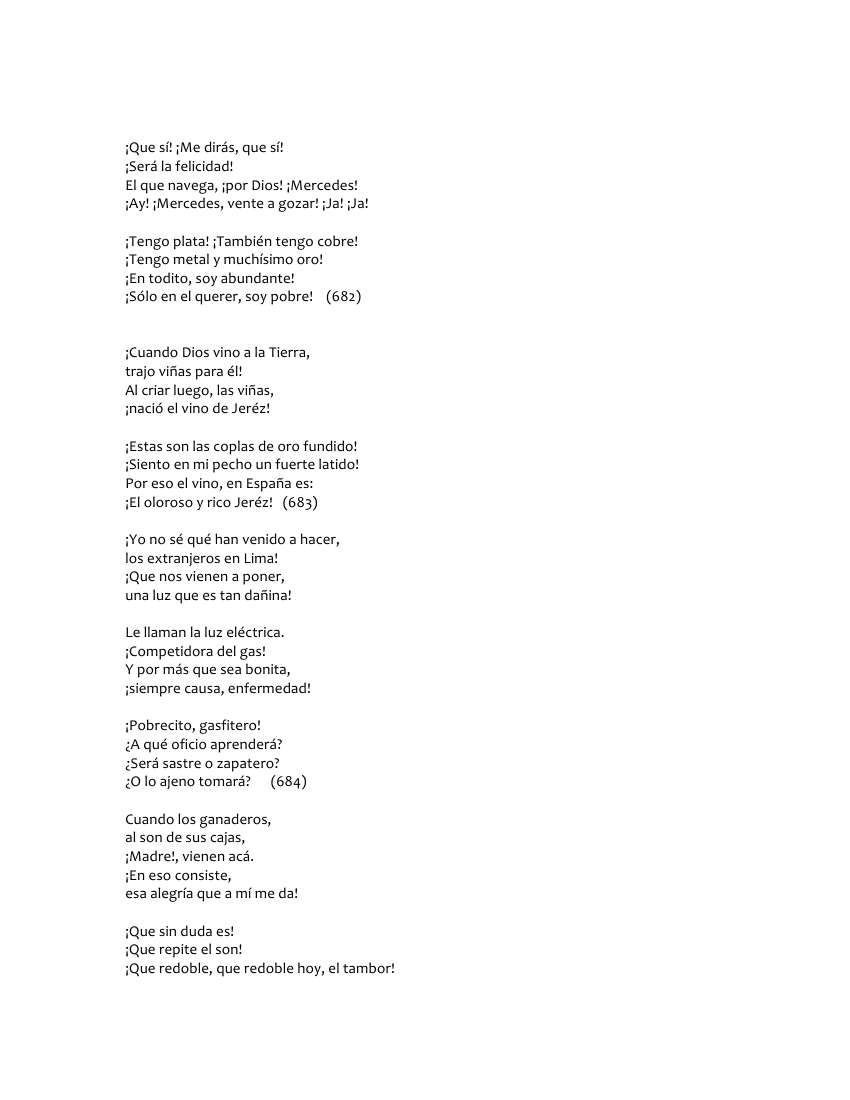 ¡Que sí! ¡Me dirás, que sí!
¡Será la felicidad!
El que navega, ¡por Dios! ¡Mercedes!
¡Ay! ¡Mercedes, vente a gozar! ¡Ja! ¡Ja!

¡Tengo plata! ¡También tengo cobre!
¡Tengo metal y muchísimo oro!
¡En todito, soy abundante!
¡Sólo en el querer, soy pobre! (682)

¡Cuando Dios vino a la Tierra,
trajo viñas para él!
Al criar luego, las viñas,
¡nació el vino de Jeréz!

¡Estas son las coplas de oro fundido!
¡Siento en mi pecho un fuerte latido!
Por eso el vino, en España es:
¡El oloroso y rico Jeréz! (683)

¡Yo no sé qué han venido a hacer,
los extranjeros en Lima!
¡Que nos vienen a poner,
una luz que es tan dañina!

Le llaman la luz eléctrica.
¡Competidora del gas!
Y por más que sea bonita,
¡siempre causa, enfermedad!

¡Pobrecito, gasfitero!
¿A qué oficio aprenderá?
¿Será sastre o zapatero?
¿O lo ajeno tomará? (684)

Cuando los ganaderos,
al son de sus cajas,
¡Madre!, vienen acá.
¡En eso consiste,
esa alegría que a mí me da!

¡Que sin duda es!
¡Que repite el son!
¡Que redoble, que redoble hoy, el tambor!